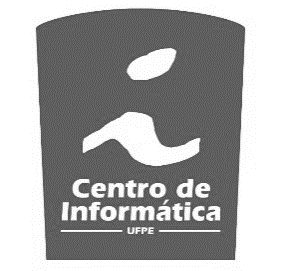 Centro de
Informática
UFPE